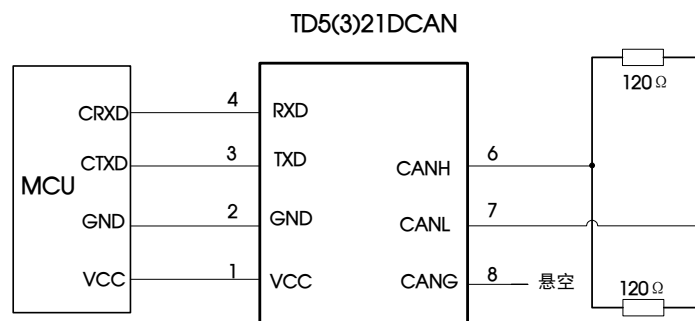 TD5(3)21DCAN
120Ω
CRXD 4 RXD
CTXD 3 TXD
CANH 6
MCU
GND 2 GND
CANL 7
VCC 1 VCC
CANG 8 悬空
120Ω